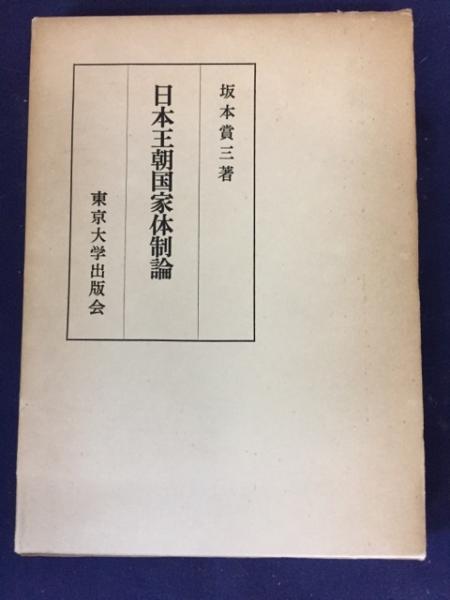 坂本賞三著
日本王朝国家体制論
東京大学出版会